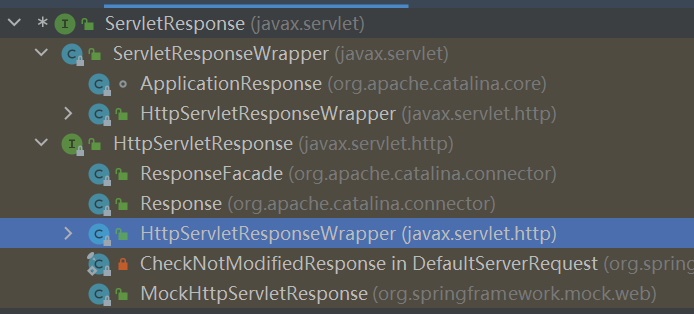 * I ServletResponse (javax.servlet)
C ServletResponseWrapper (javax.servlet)
C ApplicationResponse (org.apache.catalina.core)
C HttpServletResponseWrapper (javax.servlet.http)
I HttpServletResponse (javax.servlet.http)
C ResponseFacade (org.apache.catalina.connector)
C Response (org.apache.catalina.connector)
C HttpServletResponseWrapper (javax.servlet.http)
C CheckNotModifiedResponse in DefaultServerRequest (org.spring
C MockHttpServletResponse (org.springframework.mock.web)